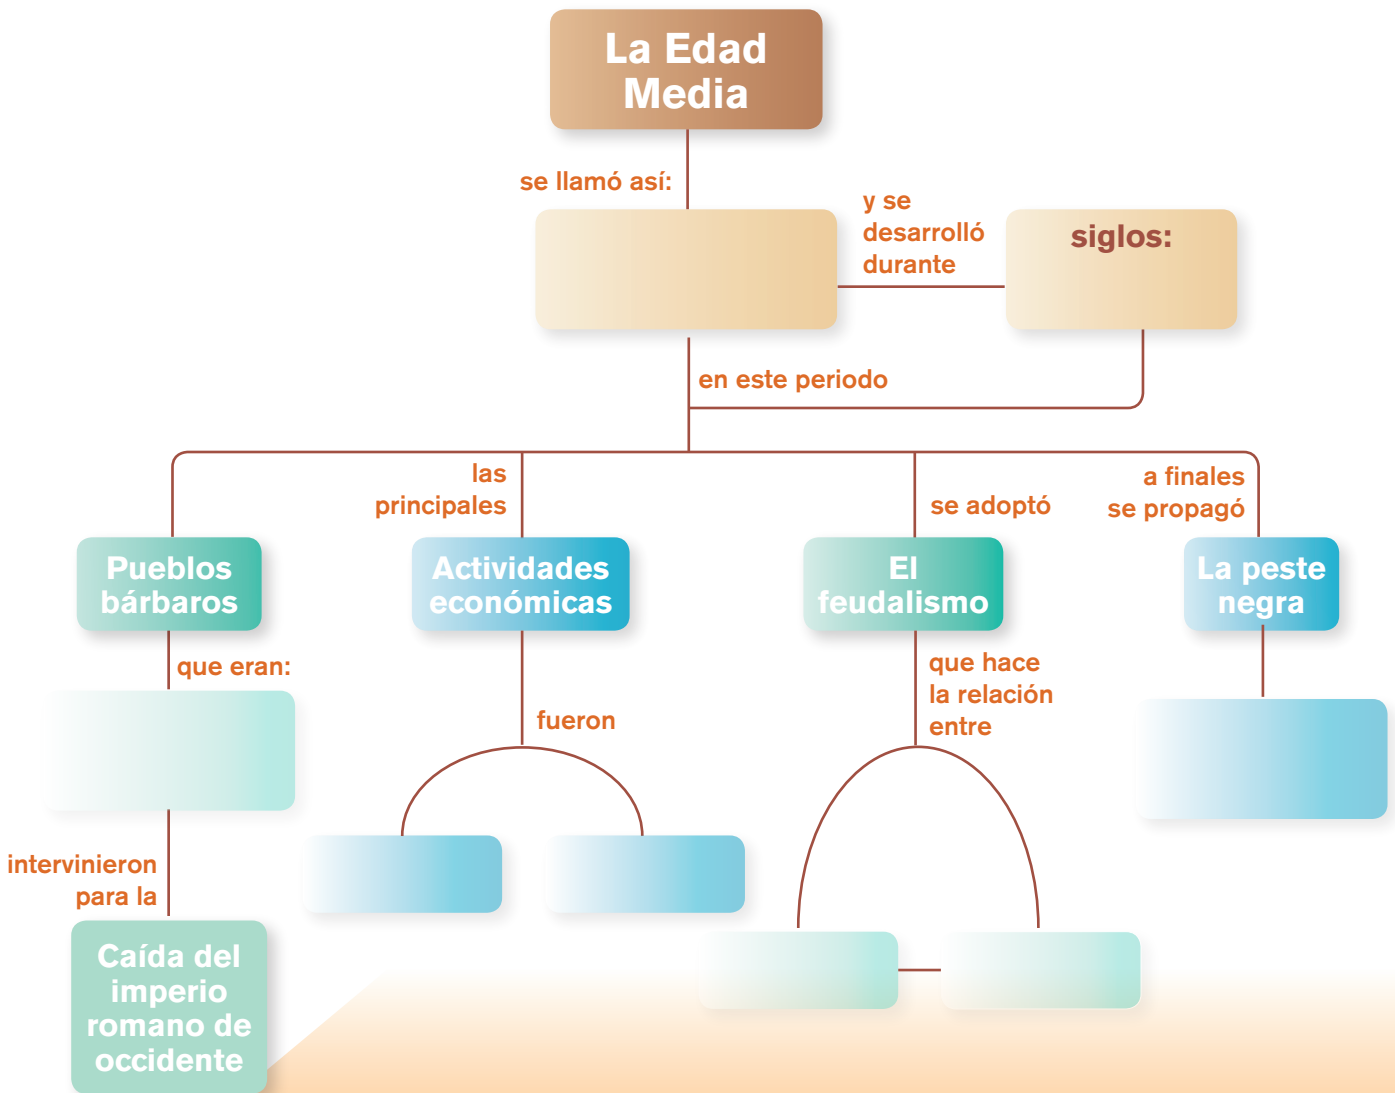 La Edad
Media
se llamó así:
y se
desarrolló
durante
siglos:
en este periodo
las
principales
se adoptó
a finales
se propagó
Pueblos
bárbaros
Actividades
económicas
El
feudalismo
La peste
negra
que eran:
fueron
que hace
la relación
entre
intervinieron
para la
Caída del
imperio
romano de
occidente